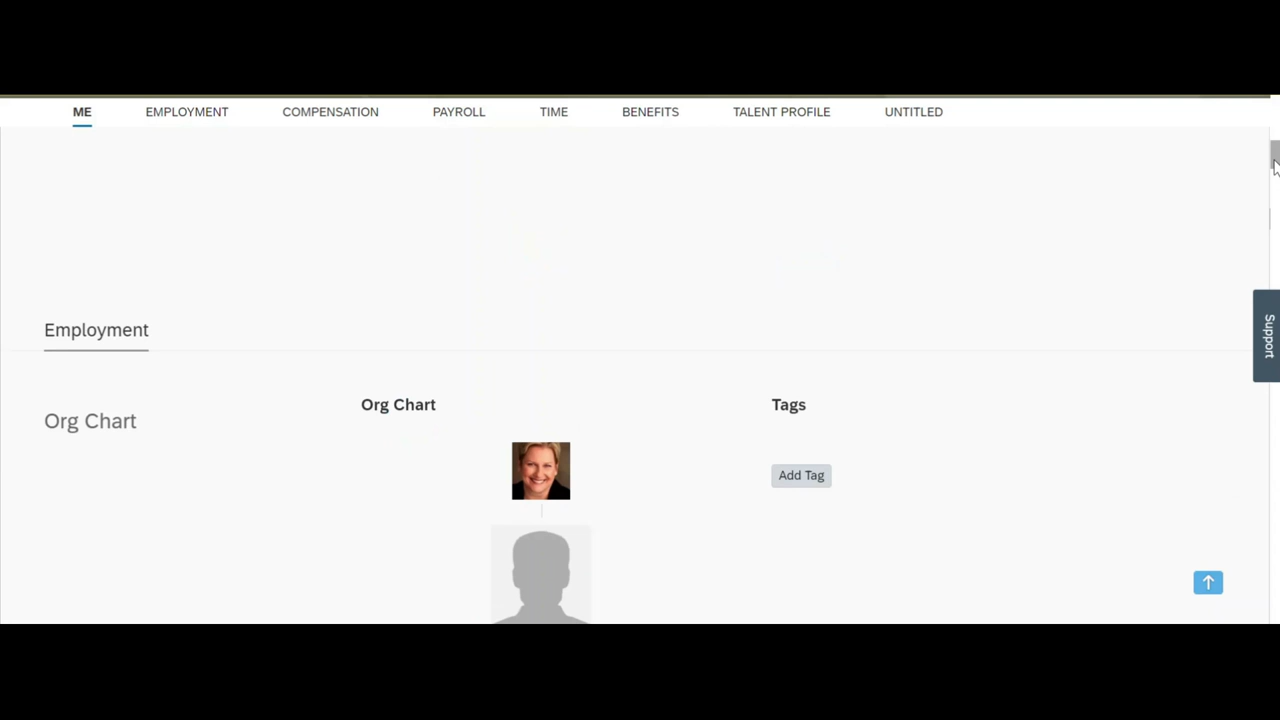 ME EMPLOYMENT COMPENSATION PAYROLL TIME BENEFITS TALENT PROFILE UNTITLED
Support
Employment
Org Chart
Org Chart
Tags
Add Tag